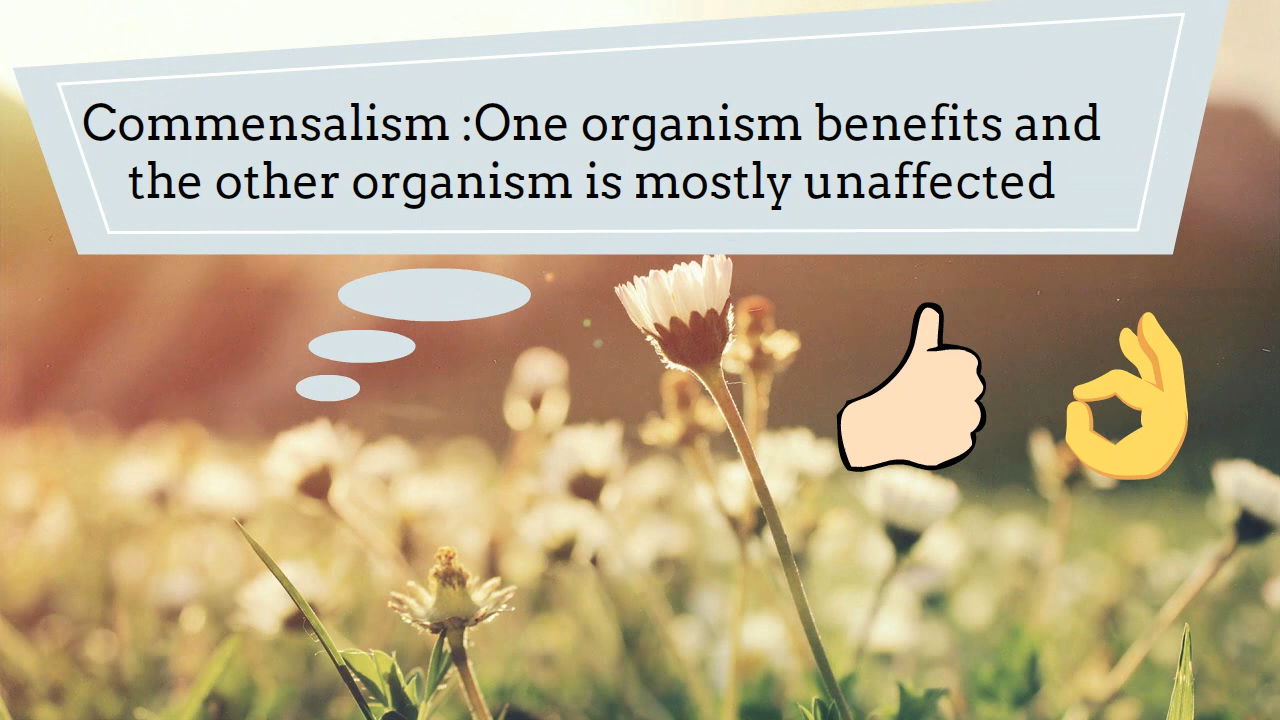 Commensalism :One organism benefits and
the other organism is mostly unaffected